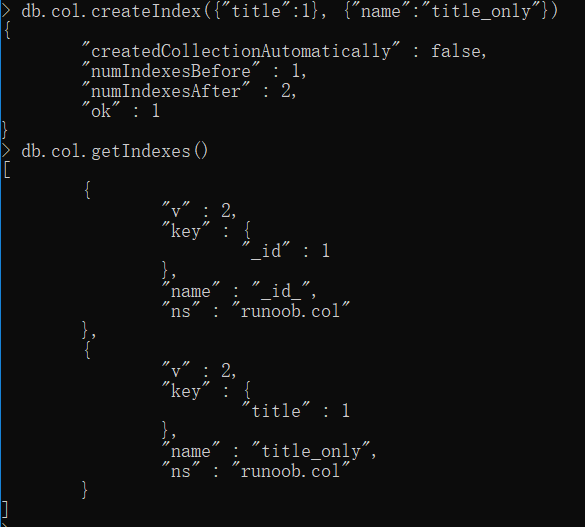 > db.col.createIndex({"title":1}, {"name":"title_only"})
{
        "createdCollectionAutomatically" : false,
        "numIndexesBefore" : 1,
        "numIndexesAfter" : 2,
        "ok" : 1
}
> db.col.getIndexes()
[
        {
                "v" : 2,
                "key" : {
                        "_id" : 1
                },
                "name" : "_id_",
                "ns" : "runoob.col"
        },
        {
                "v" : 2,
                "key" : {
                        "title" : 1
                },
                "name" : "title_only",
                "ns" : "runoob.col"
        }
]